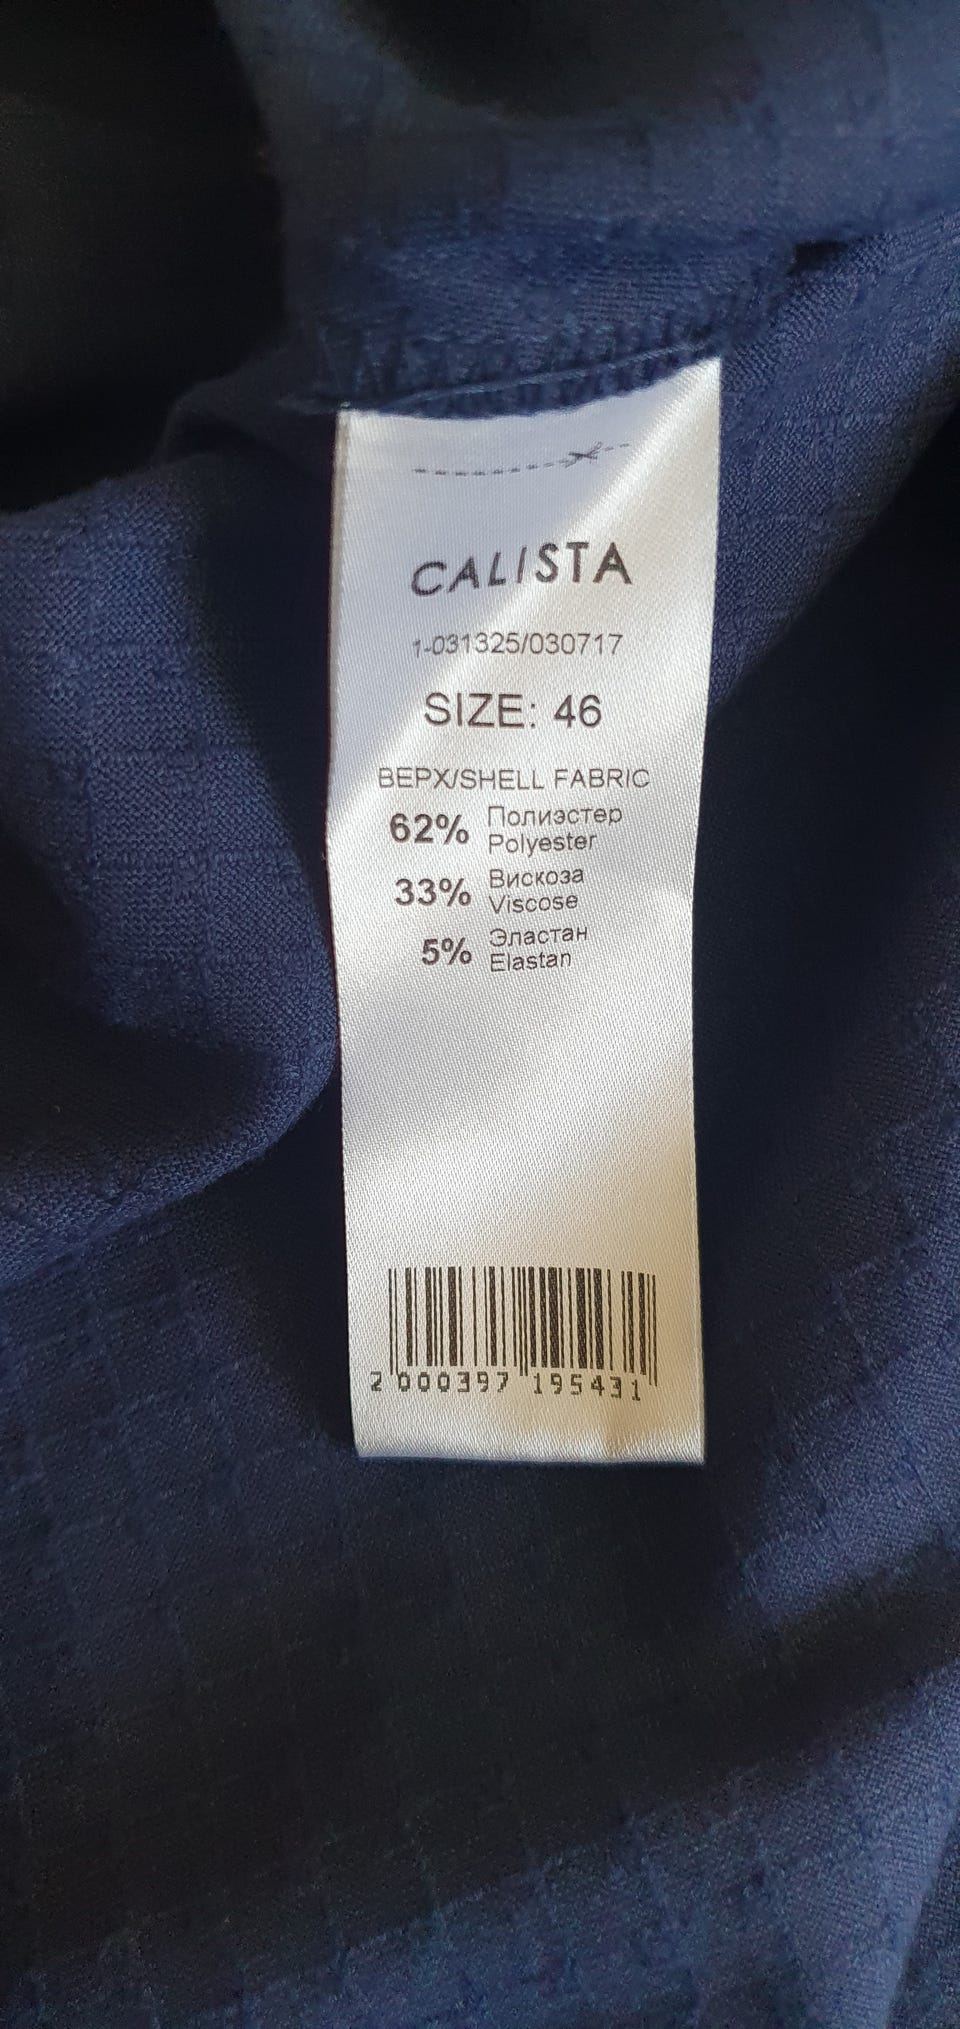 CALISTA
1-031325/030717
SIZE: 46
ВЕРХ/SHELL FABRIC
62% Полиэстер
Polyester
33% Вискоза
Viscose
5% Эластан
Elastan
2 000397 195431